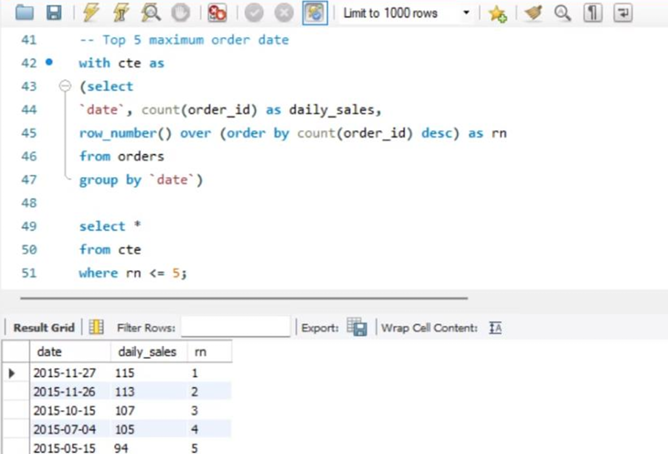 Limit to 1000 rows
41 -- Top 5 maximum order date
42 with cte as
43 (select
44 `date`, count(order_id) as daily_sales,
45 row_number() over (order by count(order_id) desc) as rn
46 from orders
47 group by `date`)
48
49 select *
50 from cte
51 where rn <= 5;
Result Grid Filter Rows: Export: Wrap Cell Content:
date daily_sales rn
2015-11-27 115 1
2015-11-26 113 2
2015-10-15 107 3
2015-07-04 105 4
2015-05-15 94 5